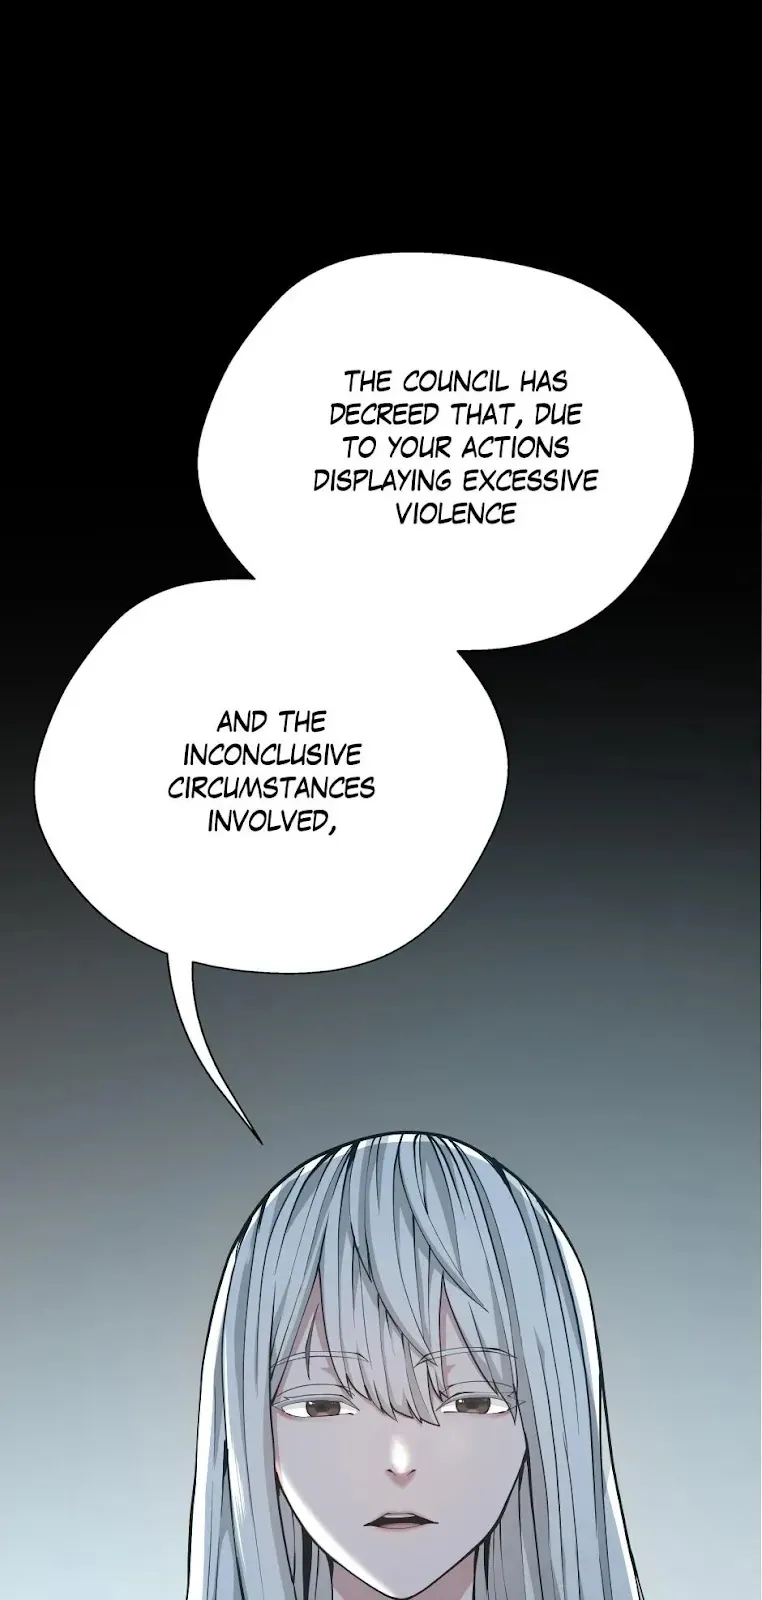 THE COUNCIL HAS
DECREED THAT, DUE
TO YOUR ACTIONS
DISPLAYING EXCESSIVE
VIOLENCE
AND THE
INCONCLUSIVE
CIRCUMSTANCES
INVOLVED,